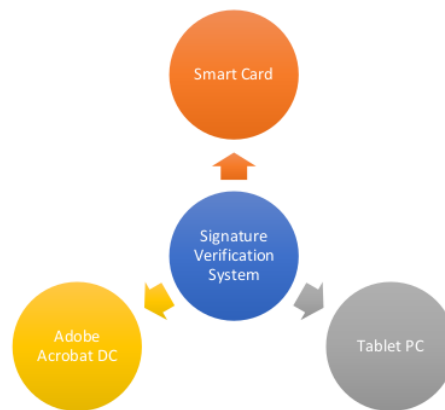 Smart Card
Signature
Verification
System
Adobe
Acrobat DC
Tablet PC